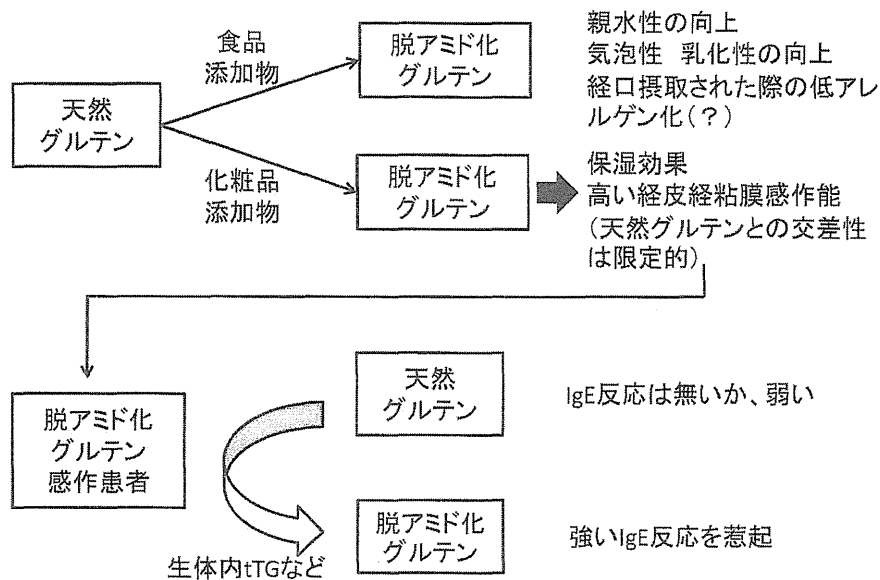 食品
添加物
天然
グルテン
化粧品
添加物
脱アミド化
グルテン
親水性の向上
気泡性 乳化性の向上
経口摂取された際の低アレ
ルゲン化(?)
脱アミド化
グルテン
保湿効果
高い経皮経粘膜感作能
(天然グルテンとの交差性
は限定的)
脱アミド化
グルテン
感作患者
天然
グルテン
IgE反応は無いか、弱い
生体内tTGなど
脱アミド化
グルテン
強いIgE反応を惹起